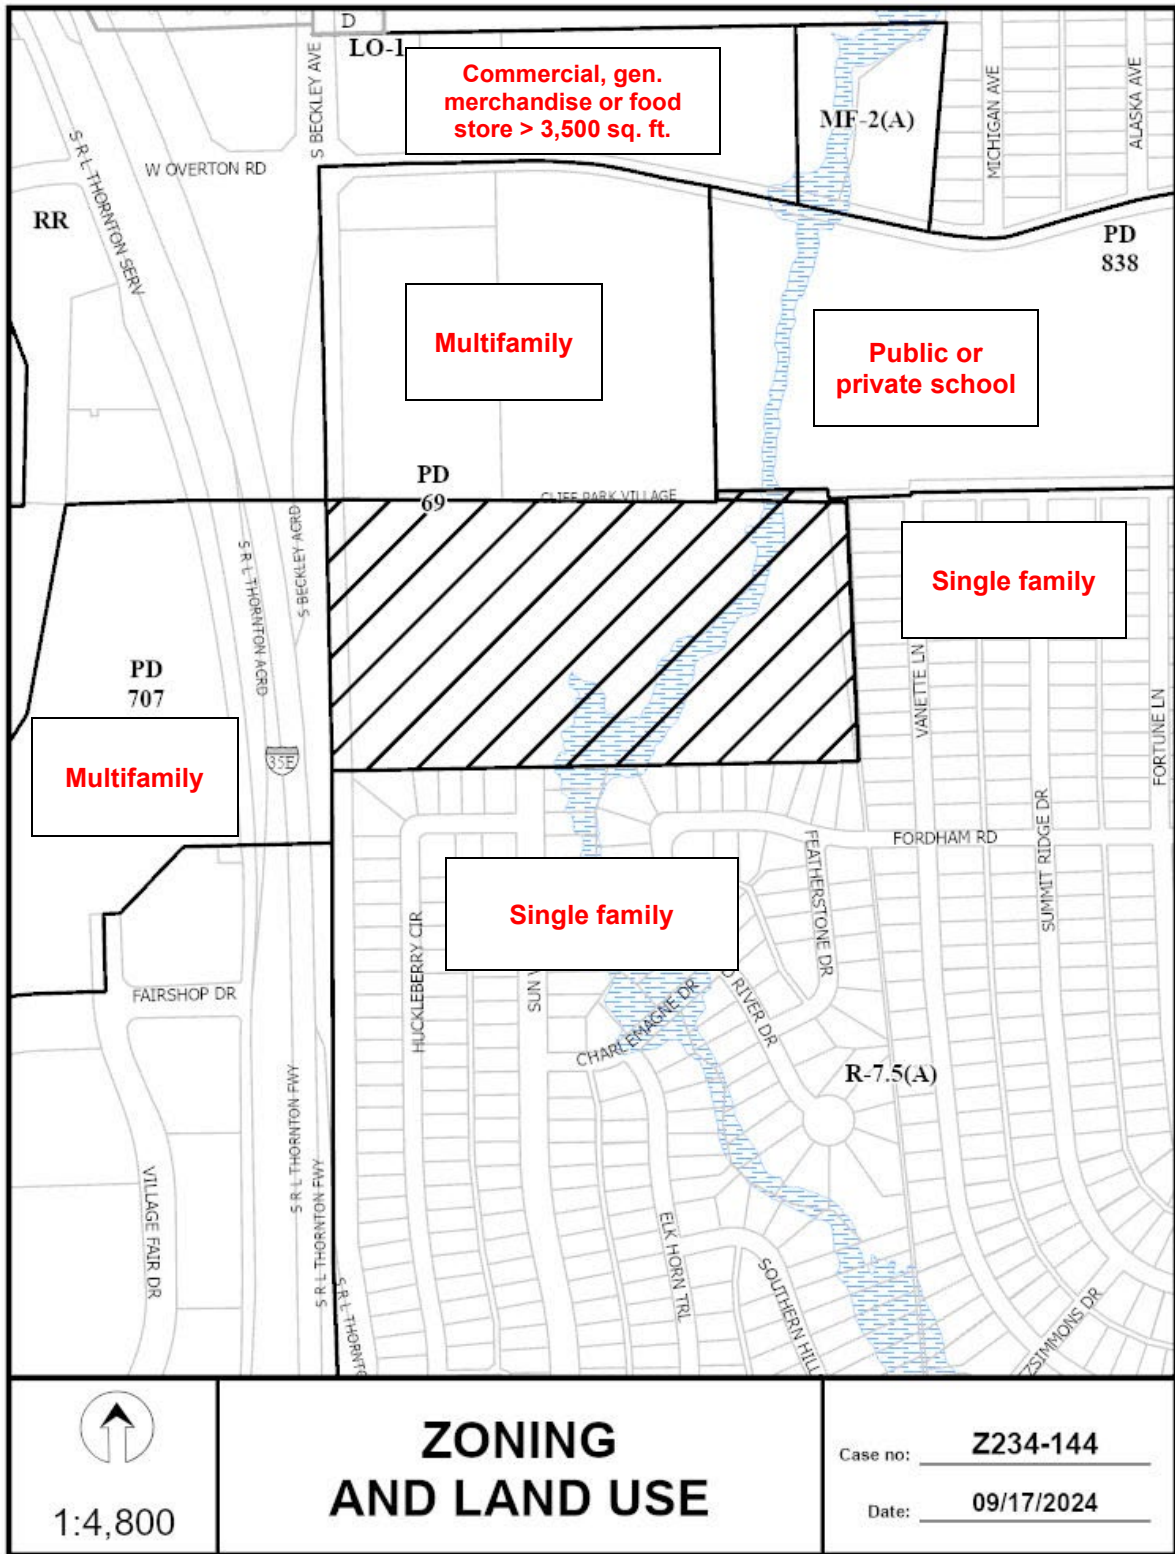 D
LO-1
S BECKLEY AVE
Commercial, gen.
merchandise or food
store > 3,500 sq. ft.
MF-2(A)
MICHIGAN AVE
ALASKA AVE
S R L THORNTON SERV
W OVERTON RD
RR
PD
838
Multifamily
Public or
private school
PD
69
CLIFF PARK VILLAGE
S R L THORNTON ACRD
S BECKLEY ACRD
Single family
PD
707
VANETTE LN
FORTUNE LN
Multifamily
35E
SUMMIT RIDGE DR
FORDHAM RD
FEATHERSTONE DR
Single family
HUCKLEBERRY CIR
SUN
FAIRSHOP DR
CHARLEMAGNE DR
RIVER DR
R-7.5(A)
S R L THORNTON FWY
S R L THORNTON FWY
VILLAGE FAIR DR
ELK HORN TRL
SOUTHERN HILL
ZSIMMONS DR
S R L THORNT
1:4,800
ZONING
AND LAND USE
Case no: Z234-144
Date: 09/17/2024